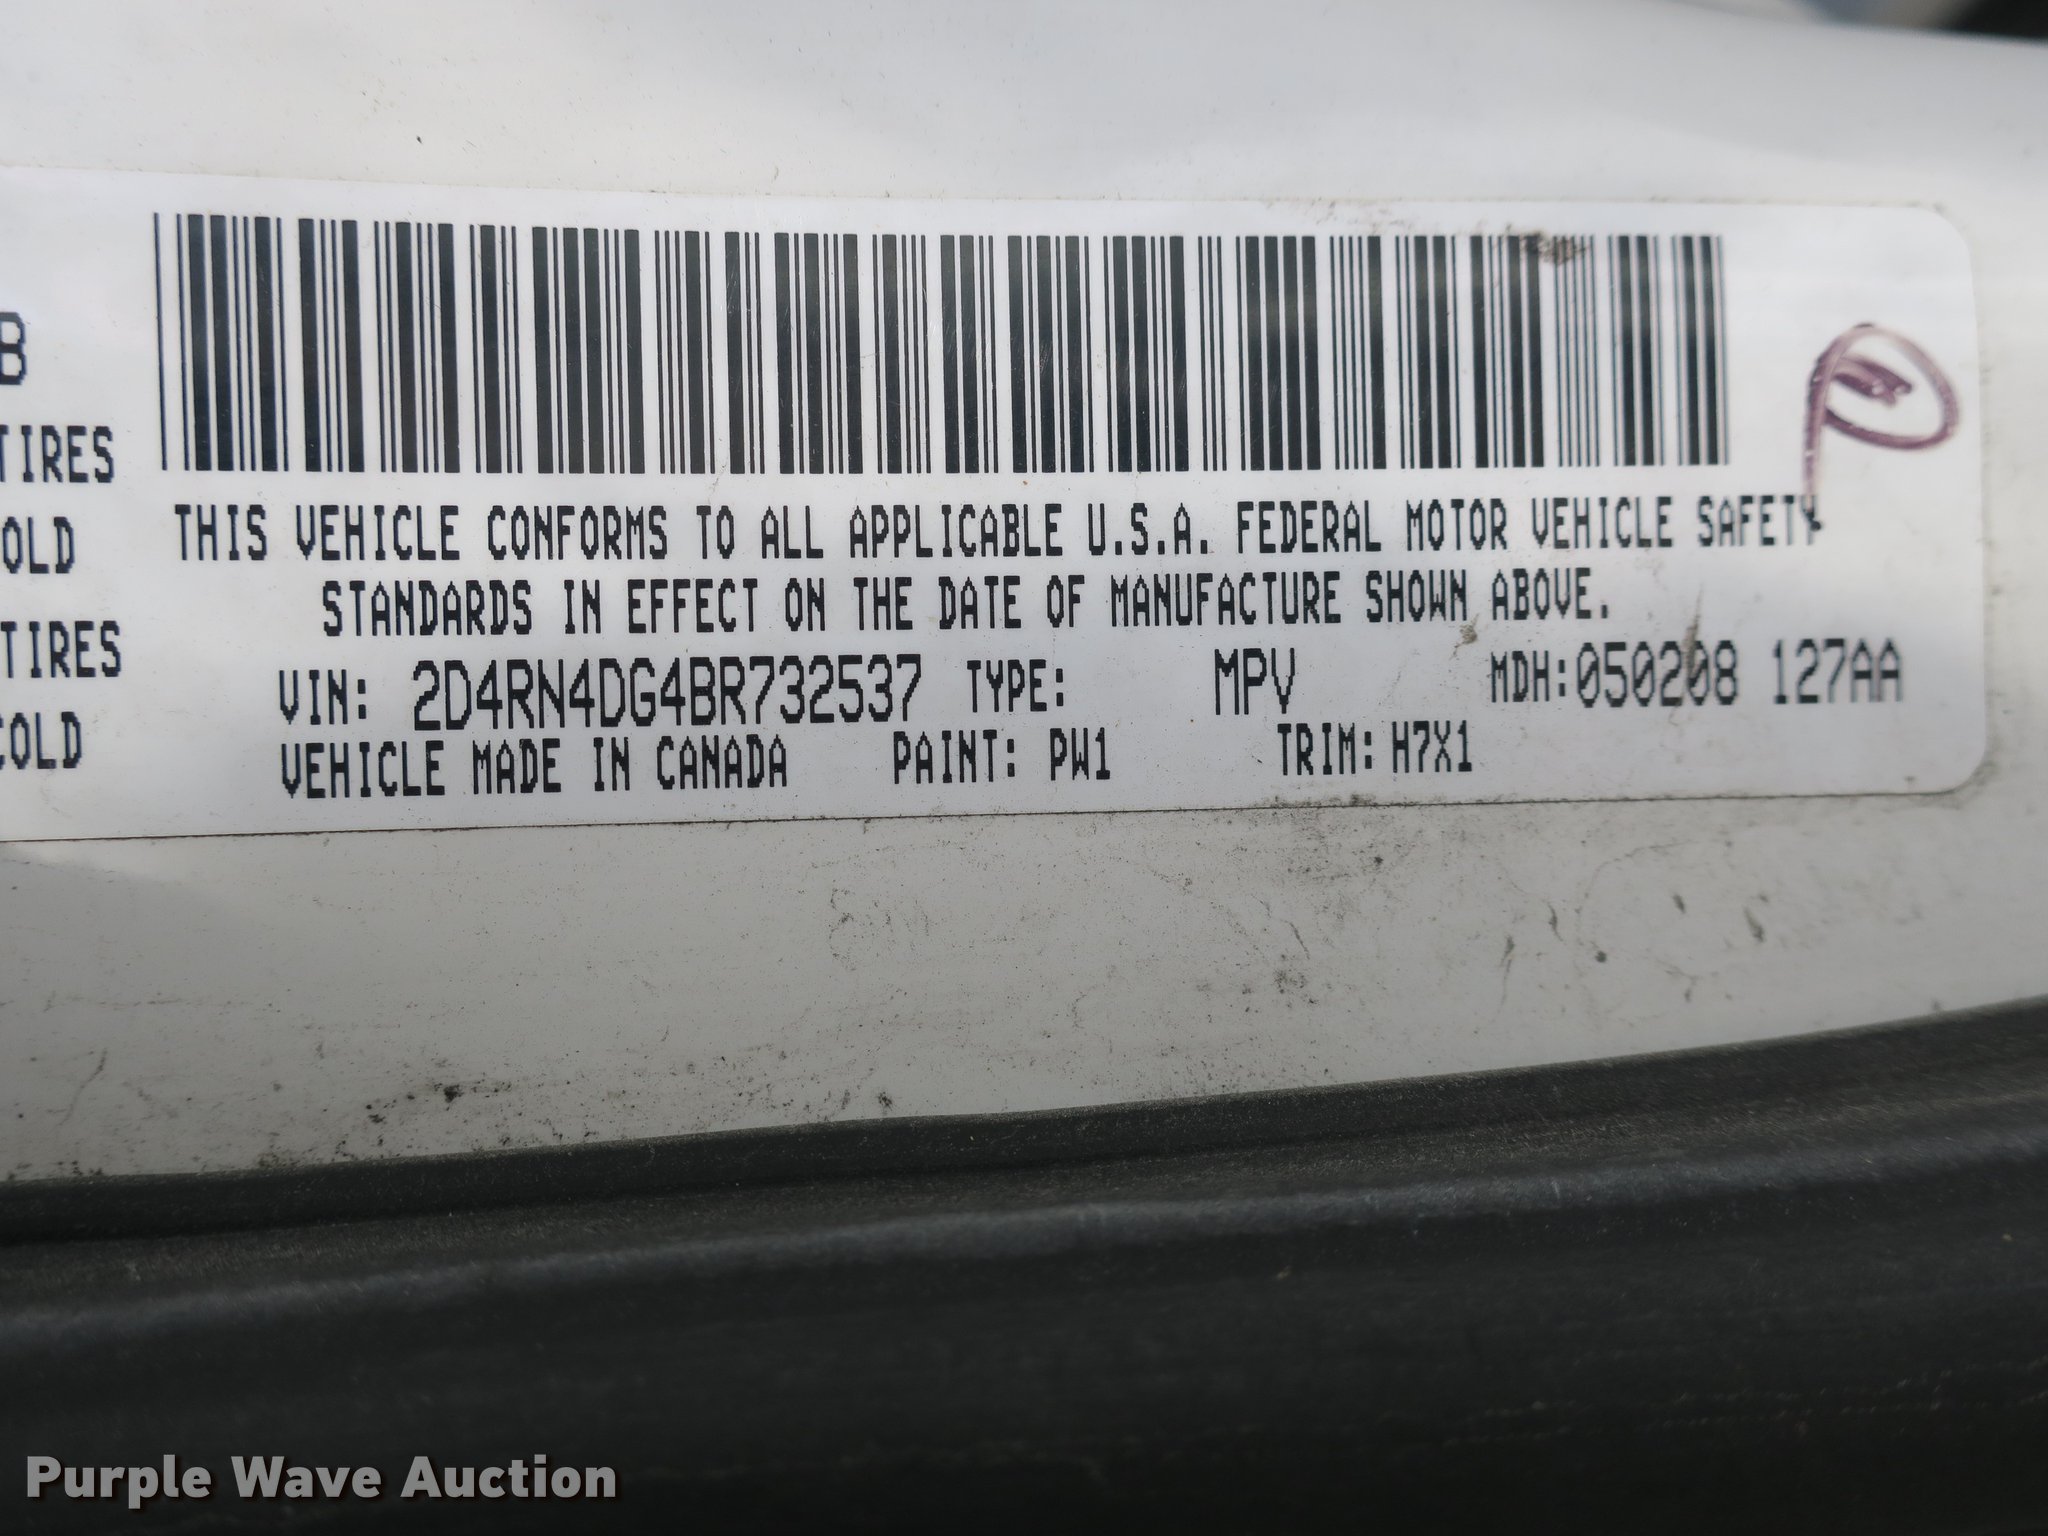 B
TIRES
OLD
TIRES
COLD
THIS VEHICLE CONFORMS TO ALL APPLICABLE U.S.A. FEDERAL MOTOR VEHICLE SAFETY
STANDARDS IN EFFECT ON THE DATE OF MANUFACTURE SHOWN ABOVE.
VIN: 2D4RN4DG4BR732537 TYPE: MPV MDH:050208 127AA
VEHICLE MADE IN CANADA PAINT: PW1 TRIM: H7X1
Purple Wave Auction